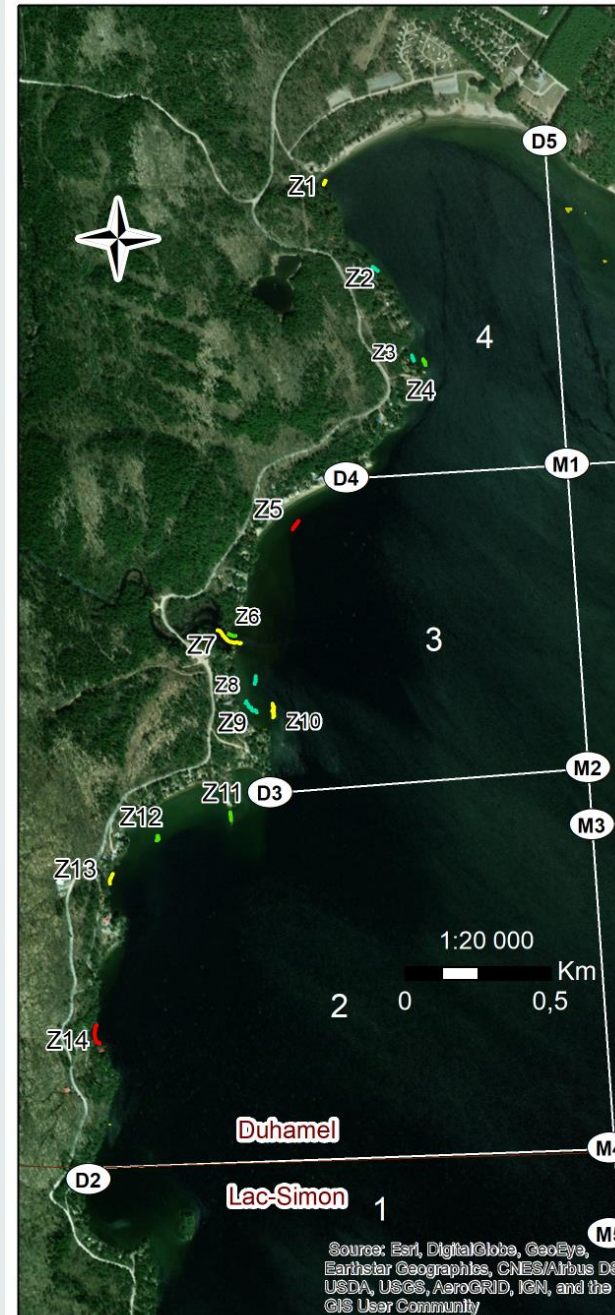 D5
Z1
Z2
4
Z3
Z4
M1
D4
Z5
Z6
3
Z7
Z8
Z9
Z10
M2
D3
Z11
Z12
M3
Z13
1:20 000
Km
0
0,5
2
Z14
Duhamel
M4
D2
Lac-Simon
1
M5
Source: Esri, DigitalGlobe, GeoEye,
Earthstar Geographics, CNES/Airbus DS
USDA, USGS, AeroGRID, IGN, and the
GIS User Community